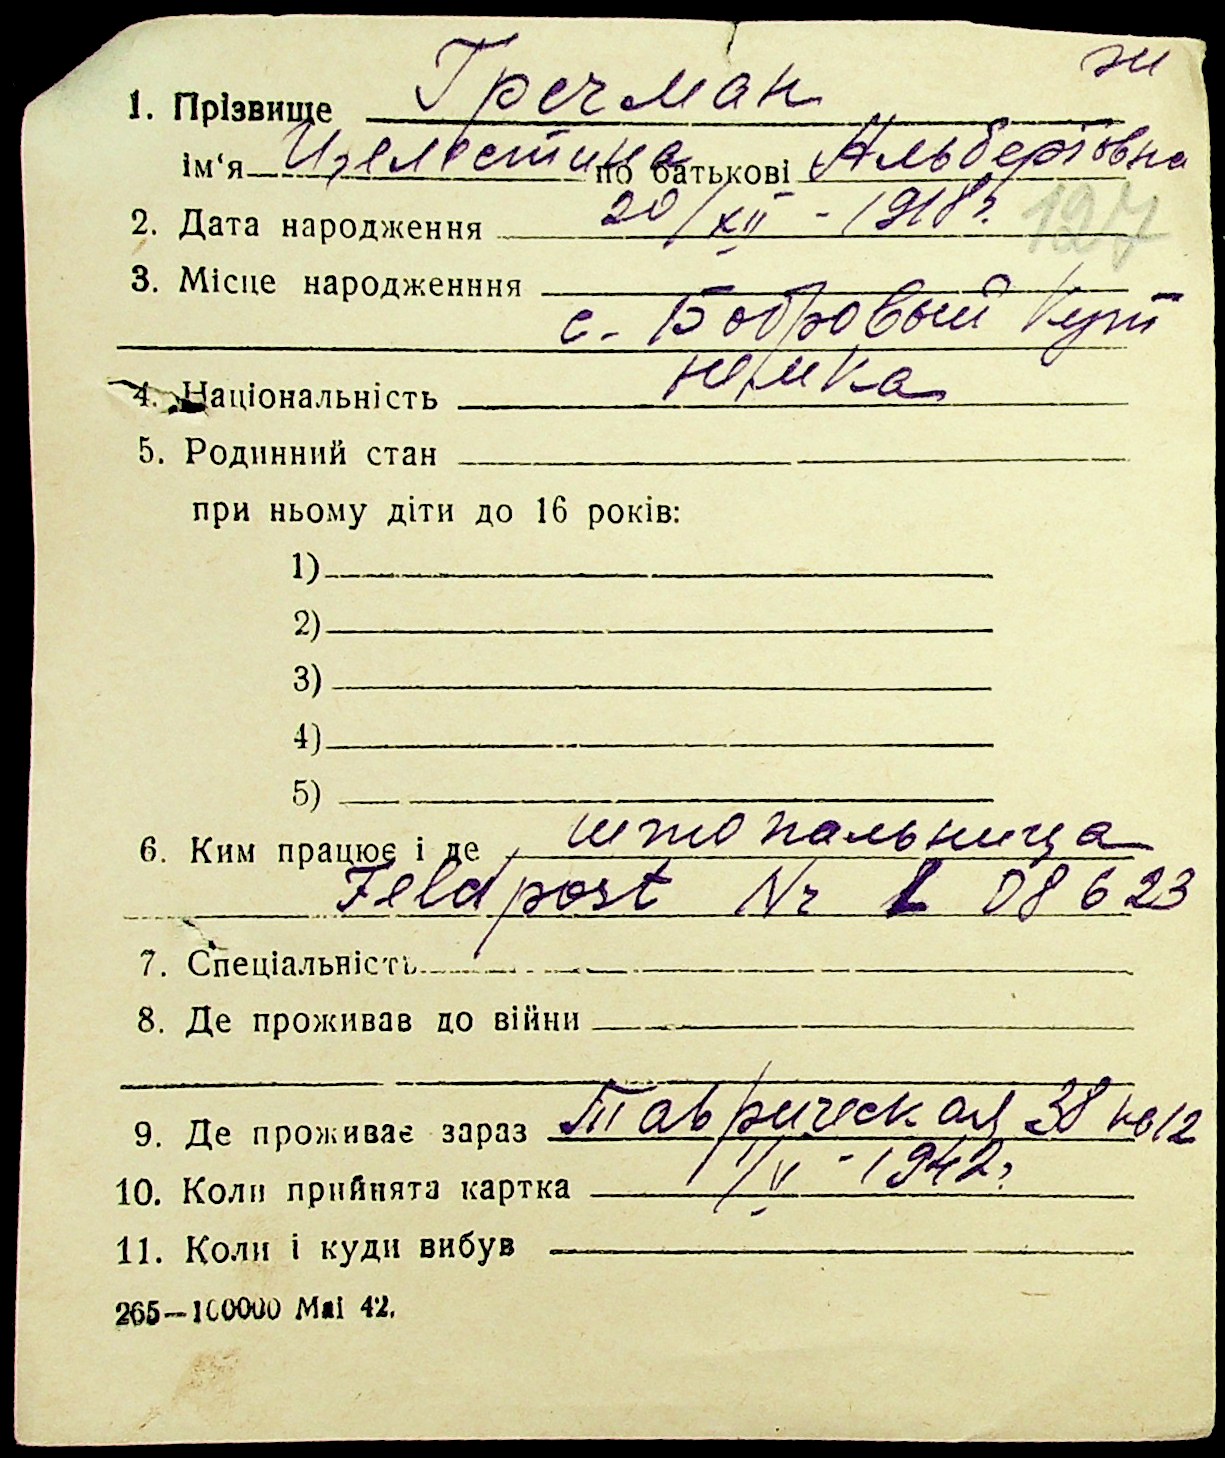 ж
1. Прізвище Гречман
ім‘я Целестина по батькові Альбертовна
2. Дата народження 20/XII - 1918 г. 127
3. Місце народженння
с. Бобровый Кут
4. Національність немка
5. Родинний стан
при ньому діти до 16 років:
1)
2)
3)
4)
5)
6. Ким працює і де штопальница
Feldpost Nr L 08623
7. Спеціальність
8. Де проживав до війни
9. Де проживає зараз Таврическая 38 кв 12
10. Коли прийнята картка 1/V - 1942 г.
11. Коли і куди вибув
265—100000 Mai 42.